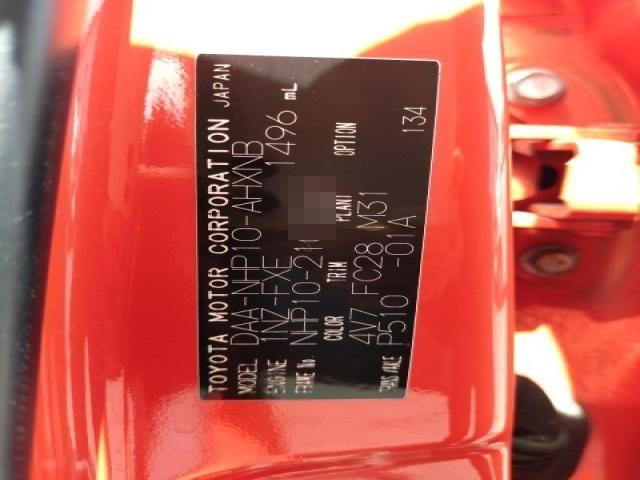 TOYOTA MOTOR CORPORATION JAPAN
MODEL DAA-NHP10-AHXNB
ENGINE 1NZ-FXE 1496 mL
FRAME No. NHP10-21
COLOR TRIM PLANT OPTION
4V7 FC28 M31 134
TRANS AXLE P510 -01A